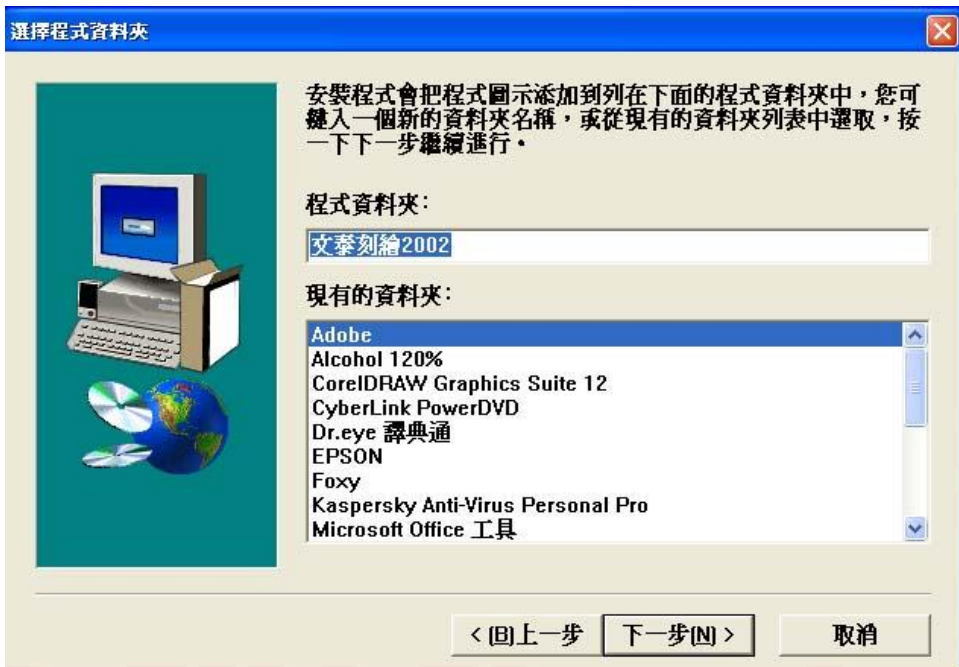 選擇程式資料夾
安裝程式會把程式圖示添加到列在下面的程式資料夾中，您可
鍵入一個新的資料夾名稱，或從現有的資料夾列表中選取，按
一下下一步繼續進行。
程式資料夾:
文泰刻繪2002
現有的資料夾:
Adobe
Alcohol 120%
CorelDRAW Graphics Suite 12
CyberLink PowerDVD
Dr.eye 譯典通
EPSON
Foxy
Kaspersky Anti-Virus Personal Pro
Microsoft Office 工具
< (B)上一步 下一步(N) > 取消